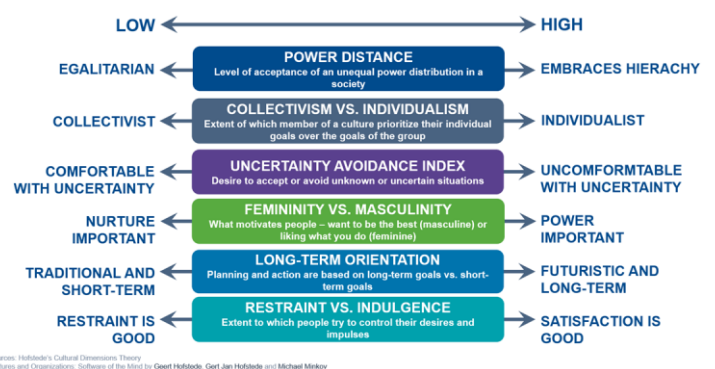 LOW
HIGH
EGALITARIAN
POWER DISTANCE
Level of acceptance of an unequal power distribution in a
society
EMBRACES HIERACHY
COLLECTIVIST
COLLECTIVISM VS. INDIVIDUALISM
Extent of which member of a culture prioritize their individual
goals over the goals of the group
INDIVIDUALIST
COMFORTABLE
WITH UNCERTAINTY
UNCERTAINTY AVOIDANCE INDEX
Desire to accept or avoid unknown or uncertain situations
UNCOMFORMTABLE
WITH UNCERTAINTY
NURTURE
IMPORTANT
FEMININITY VS. MASCULINITY
What motivates people – want to be the best (masculine) or
liking what you do (feminine)
POWER
IMPORTANT
TRADITIONAL AND
SHORT-TERM
LONG-TERM ORIENTATION
Planning and action are based on long-term goals vs. short-
term goals
FUTURISTIC AND
LONG-TERM
RESTRAINT IS
GOOD
RESTRAINT VS. INDULGENCE
Extent to which people try to control their desires and
impulses
SATISFACTION IS
GOOD
urces: Hofstede's Cultural Dimensions Theory
tures and Organizations: Software of the Mind by Geert Hofstede, Gert Jan Hofstede and Michael Minkov